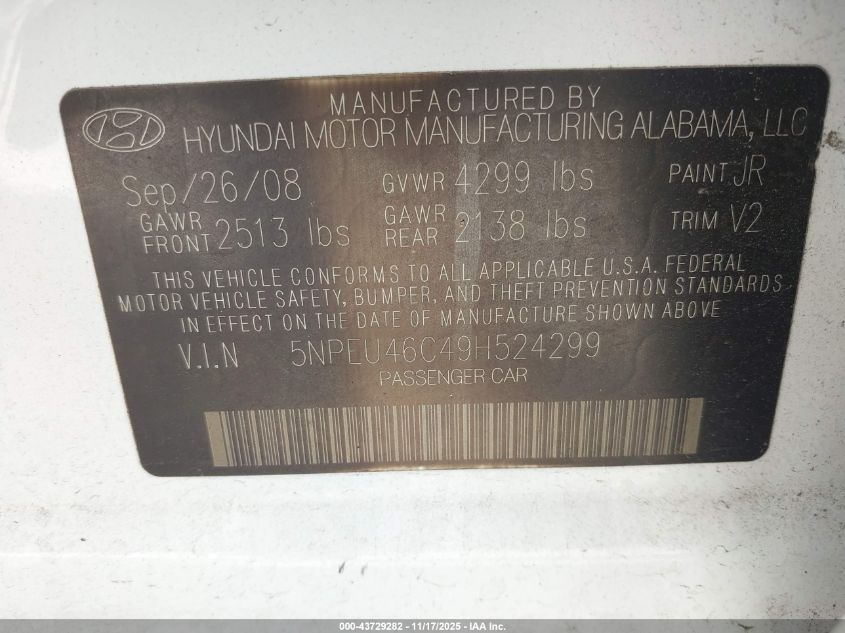 MANUFACTURED BY
HYUNDAI MOTOR MANUFACTURING ALABAMA, LLC
Sep/26/08 GVWR 4299 lbs PAINT JR
GAWR FRONT 2513 lbs GAWR REAR 2138 lbs TRIM V2
THIS VEHICLE CONFORMS TO ALL APPLICABLE U.S.A. FEDERAL
MOTOR VEHICLE SAFETY, BUMPER, AND THEFT PREVENTION STANDARDS
IN EFFECT ON THE DATE OF MANUFACTURE SHOWN ABOVE
V.I.N 5NPEU46C49H524299
PASSENGER CAR
000-43729282 - 11/17/2025 - IAA Inc.